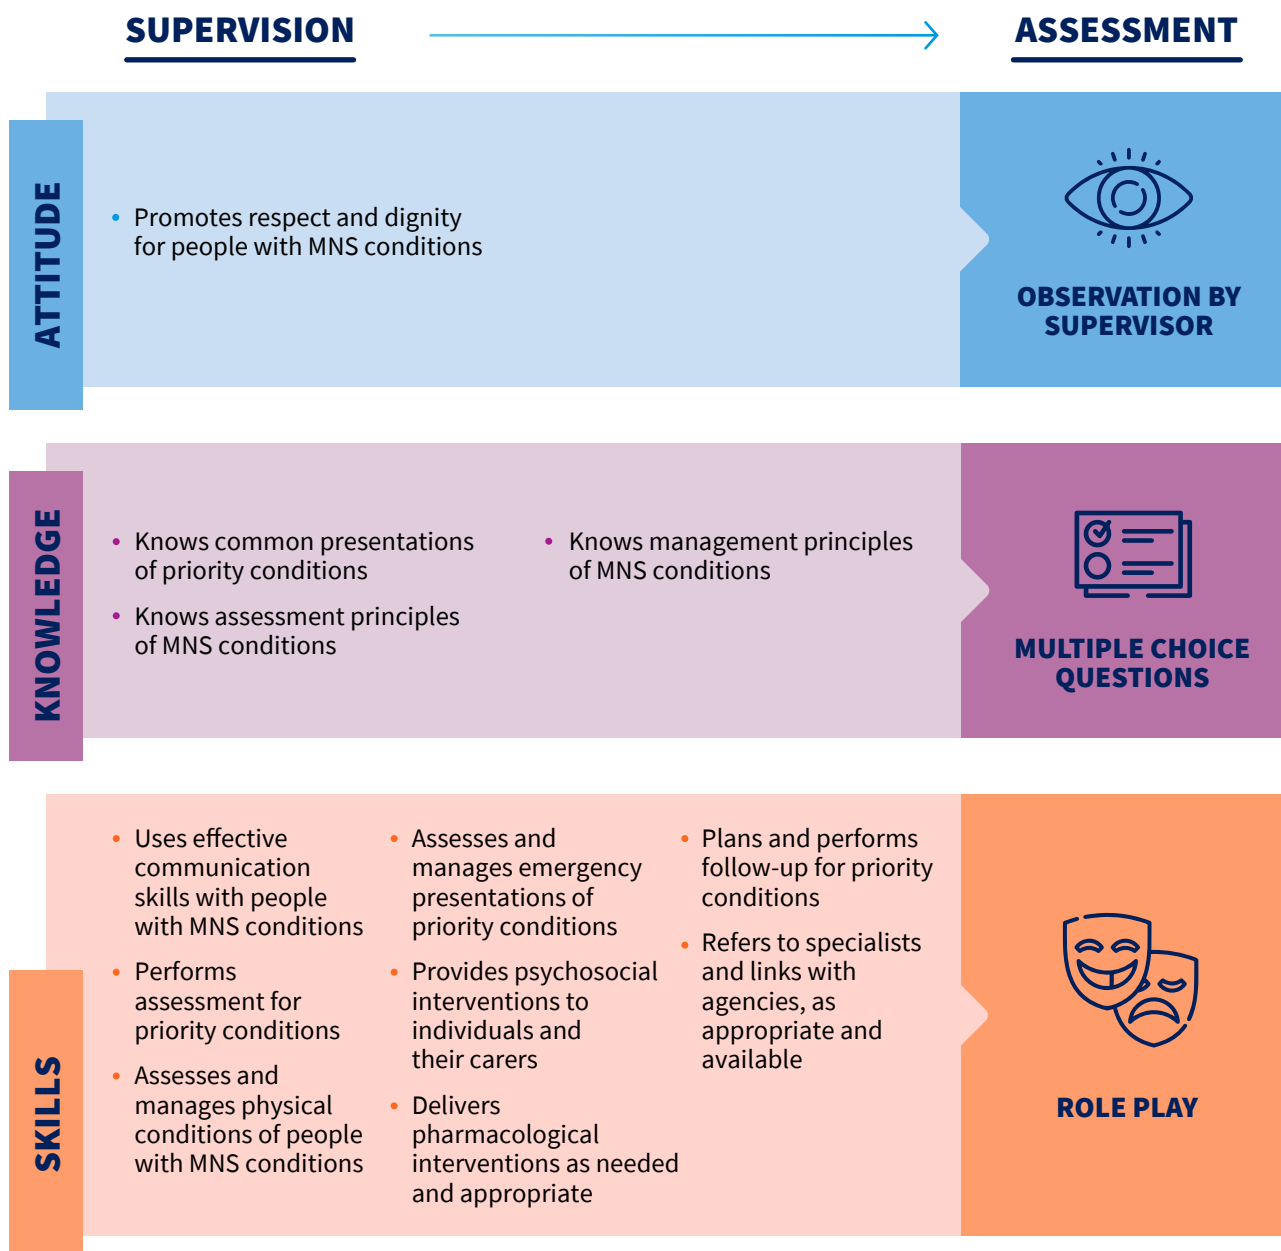 SUPERVISION
ASSESSMENT
ATTITUDE
• Promotes respect and dignity
for people with MNS conditions
OBSERVATION BY
SUPERVISOR
KNOWLEDGE
• Knows common presentations
of priority conditions
• Knows assessment principles
of MNS conditions
• Knows management principles
of MNS conditions
MULTIPLE CHOICE
QUESTIONS
SKILLS
• Uses effective
communication
skills with people
with MNS conditions
• Performs
assessment for
priority conditions
• Assesses and
manages physical
conditions of people
with MNS conditions
• Assesses and
manages emergency
presentations of
priority conditions
• Provides psychosocial
interventions to
individuals and
their carers
• Delivers
pharmacological
interventions as needed
and appropriate
• Plans and performs
follow-up for priority
conditions
• Refers to specialists
and links with
agencies, as
appropriate and
available
ROLE PLAY